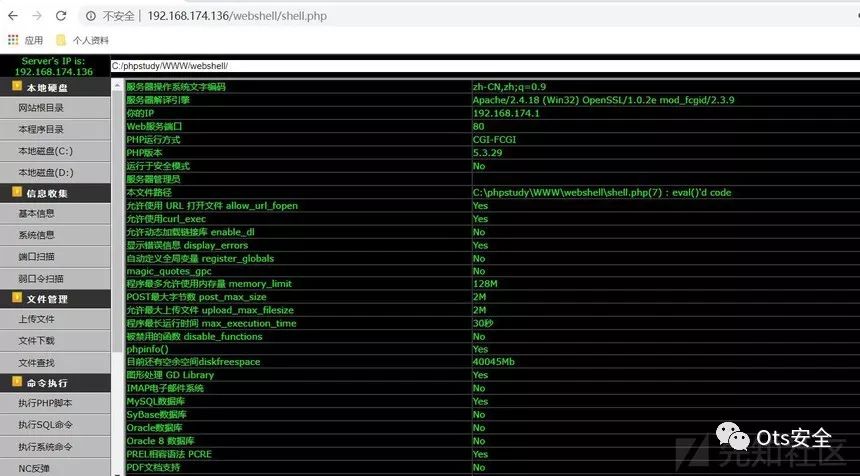 不安全 | 192.168.174.136/webshell/shell.php
应用 个人资料
Server's IP is:
192.168.174.136
C:/phpstudy/WWW/webshell/
本地硬盘
网站根目录
本程序目录
本地磁盘(C:)
本地磁盘(D:)
信息收集
基本信息
系统信息
端口扫描
弱口令扫描
文件管理
上传文件
文件下载
文件查找
命令执行
执行PHP脚本
执行SQL命令
执行系统命令
NC反弹
服务器操作系统文字编码 zh-CN,zh;q=0.9
服务器解译引擎 Apache/2.4.18 (Win32) OpenSSL/1.0.2e mod_fcgid/2.3.9
你的IP 192.168.174.1
Web服务端口 80
PHP运行方式 CGI-FCGI
PHP版本 5.3.29
运行于安全模式 No
服务器管理员
本文件路径 C:\phpstudy\WWW\webshell\shell.php(7) : eval()'d code
允许使用 URL 打开文件 allow_url_fopen Yes
允许使用curl_exec Yes
允许动态加载链接库 enable_dl No
显示错误信息 display_errors Yes
自动定义全局变量 register_globals No
magic_quotes_gpc No
程序最多允许使用内存量 memory_limit 128M
POST最大字节数 post_max_size 2M
允许最大上传文件 upload_max_filesize 2M
程序最长运行时间 max_execution_time 30秒
被禁用的函数 disable_functions No
phpinfo() Yes
目前还有空余空间diskfreespace 40045Mb
图形处理 GD Library Yes
IMAP电子邮件系统 No
MySQL数据库 Yes
SyBase数据库 No
Oracle数据库 No
Oracle 8 数据库 No
PREL相容语法 PCRE Yes
PDF文档支持 No
Ots安全
先知社区